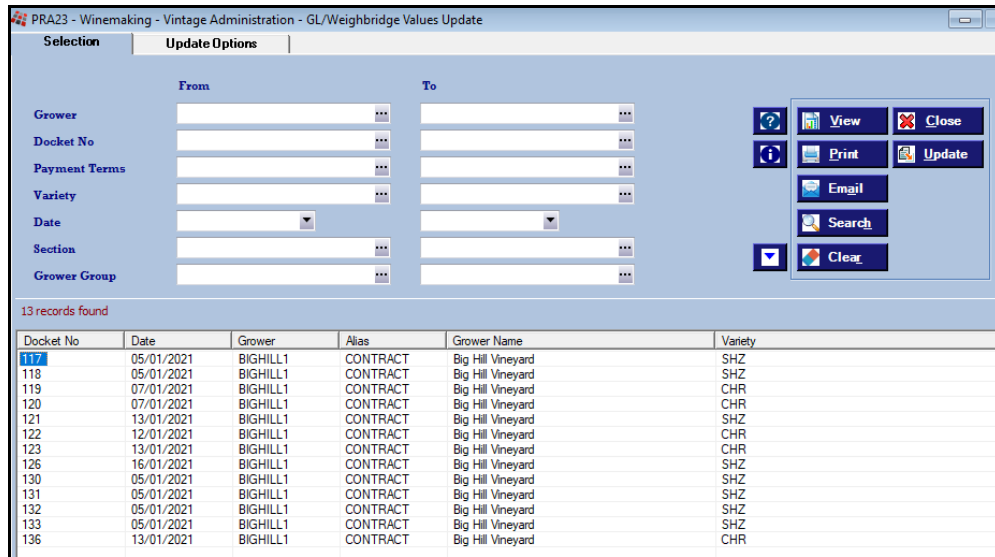 PRA23 - Winemaking - Vintage Administration - GL/Weighbridge Values Update
Selection Update Options
From To
Grower
Docket No
Payment Terms
Variety
Date
Section
Grower Group
View Close
Print Update
Email
Search
Clear
13 records found
Docket No Date Grower Alias Grower Name Variety
117 05/01/2021 BIGHILL1 CONTRACT Big Hill Vineyard SHZ
118 05/01/2021 BIGHILL1 CONTRACT Big Hill Vineyard SHZ
119 07/01/2021 BIGHILL1 CONTRACT Big Hill Vineyard CHR
120 07/01/2021 BIGHILL1 CONTRACT Big Hill Vineyard CHR
121 13/01/2021 BIGHILL1 CONTRACT Big Hill Vineyard SHZ
122 12/01/2021 BIGHILL1 CONTRACT Big Hill Vineyard CHR
123 13/01/2021 BIGHILL1 CONTRACT Big Hill Vineyard CHR
126 16/01/2021 BIGHILL1 CONTRACT Big Hill Vineyard SHZ
130 05/01/2021 BIGHILL1 CONTRACT Big Hill Vineyard SHZ
131 05/01/2021 BIGHILL1 CONTRACT Big Hill Vineyard SHZ
132 05/01/2021 BIGHILL1 CONTRACT Big Hill Vineyard SHZ
133 05/01/2021 BIGHILL1 CONTRACT Big Hill Vineyard SHZ
136 13/01/2021 BIGHILL1 CONTRACT Big Hill Vineyard CHR